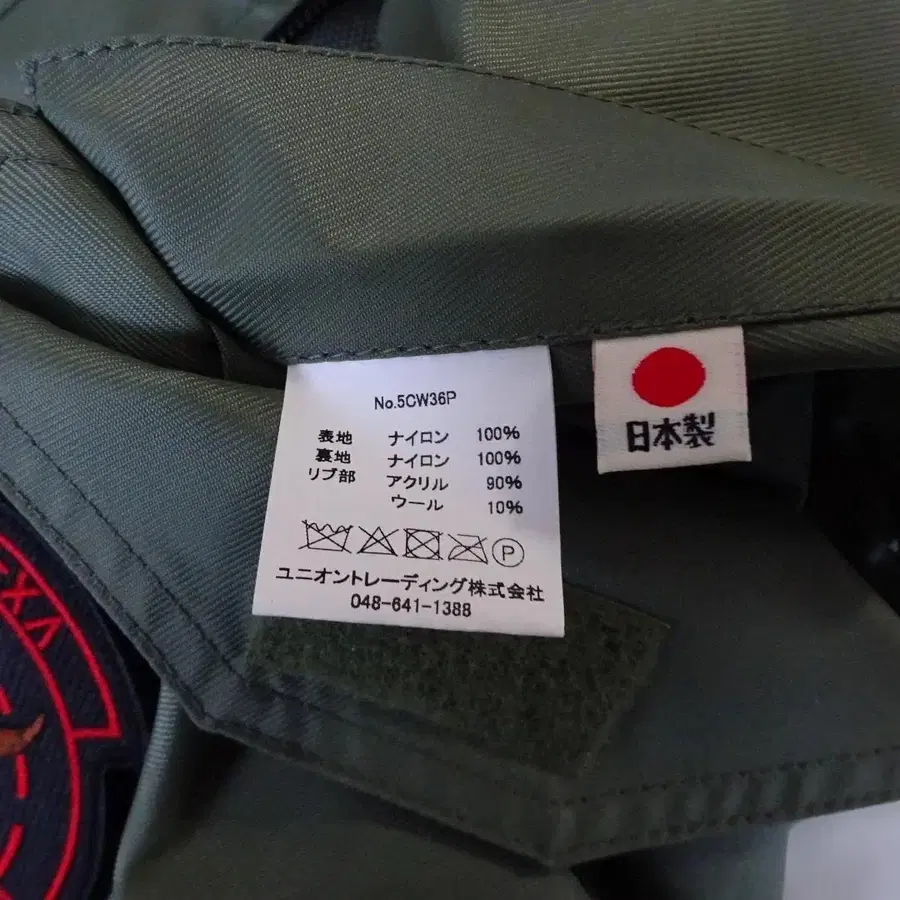 No.5CW36P
表地 ナイロン 100%
裏地 ナイロン 100%
リブ部 アクリル 90%
ウール 10%
P
ユニオントレーディング株式会社
048-641-1388
日本製